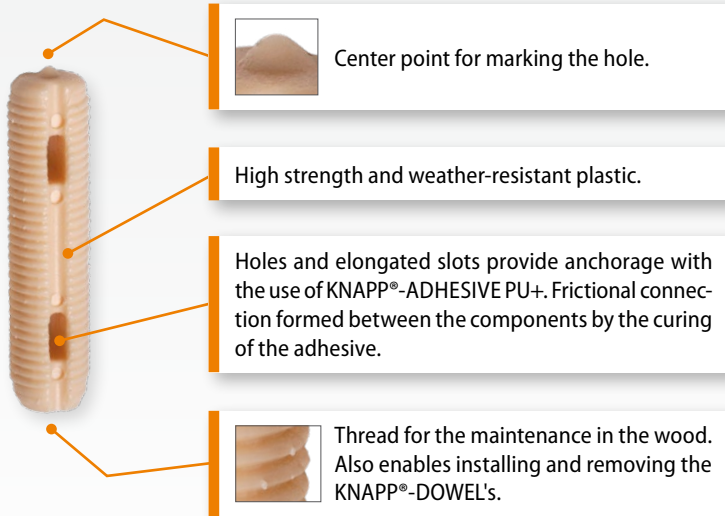 Center point for marking the hole.
High strength and weather-resistant plastic.
Holes and elongated slots provide anchorage with
the use of KNAPP®-ADHESIVE PU+. Frictional connec-
tion formed between the components by the curing
of the adhesive.
Thread for the maintenance in the wood.
Also enables installing and removing the
KNAPP®-DOWEL's.